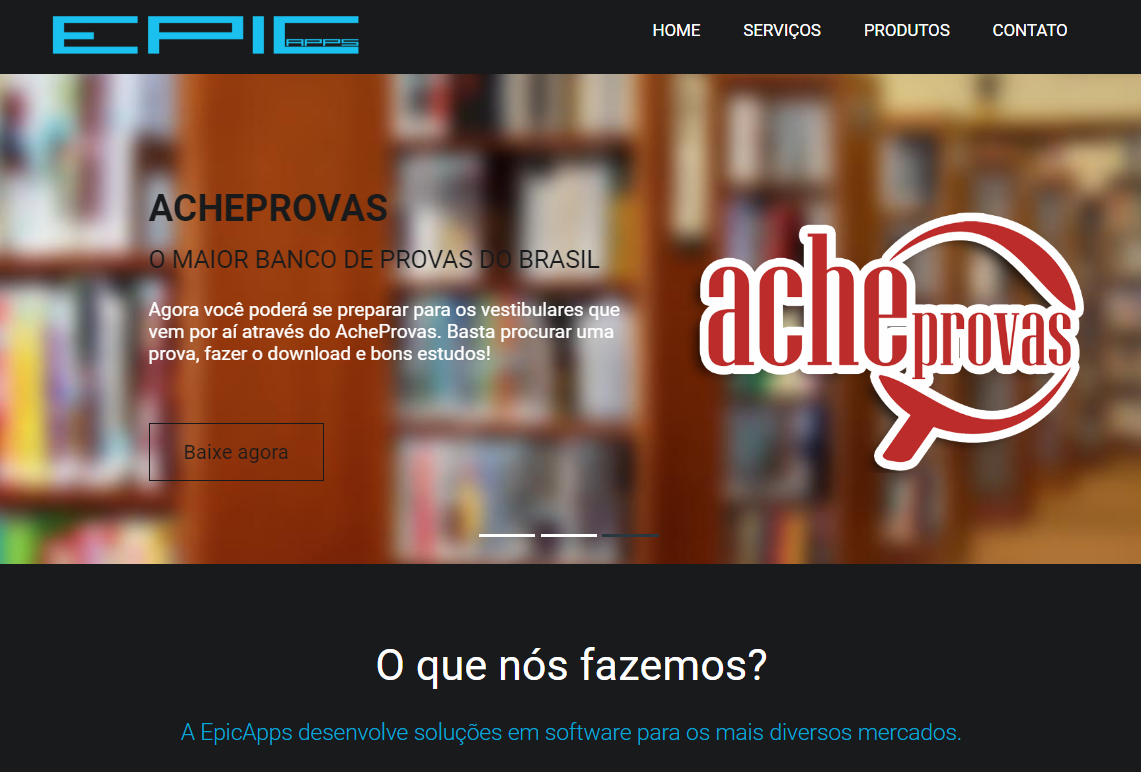 EPIC APPS
HOME SERVIÇOS PRODUTOS CONTATO
ACHEPROVAS
O MAIOR BANCO DE PROVAS DO BRASIL
Agora você poderá se preparar para os vestibulares que
vem por aí através do AcheProvas. Basta procurar uma
prova, fazer o download e bons estudos!
Baixe agora
acheprovas
O que nós fazemos?
A EpicApps desenvolve soluções em software para os mais diversos mercados.